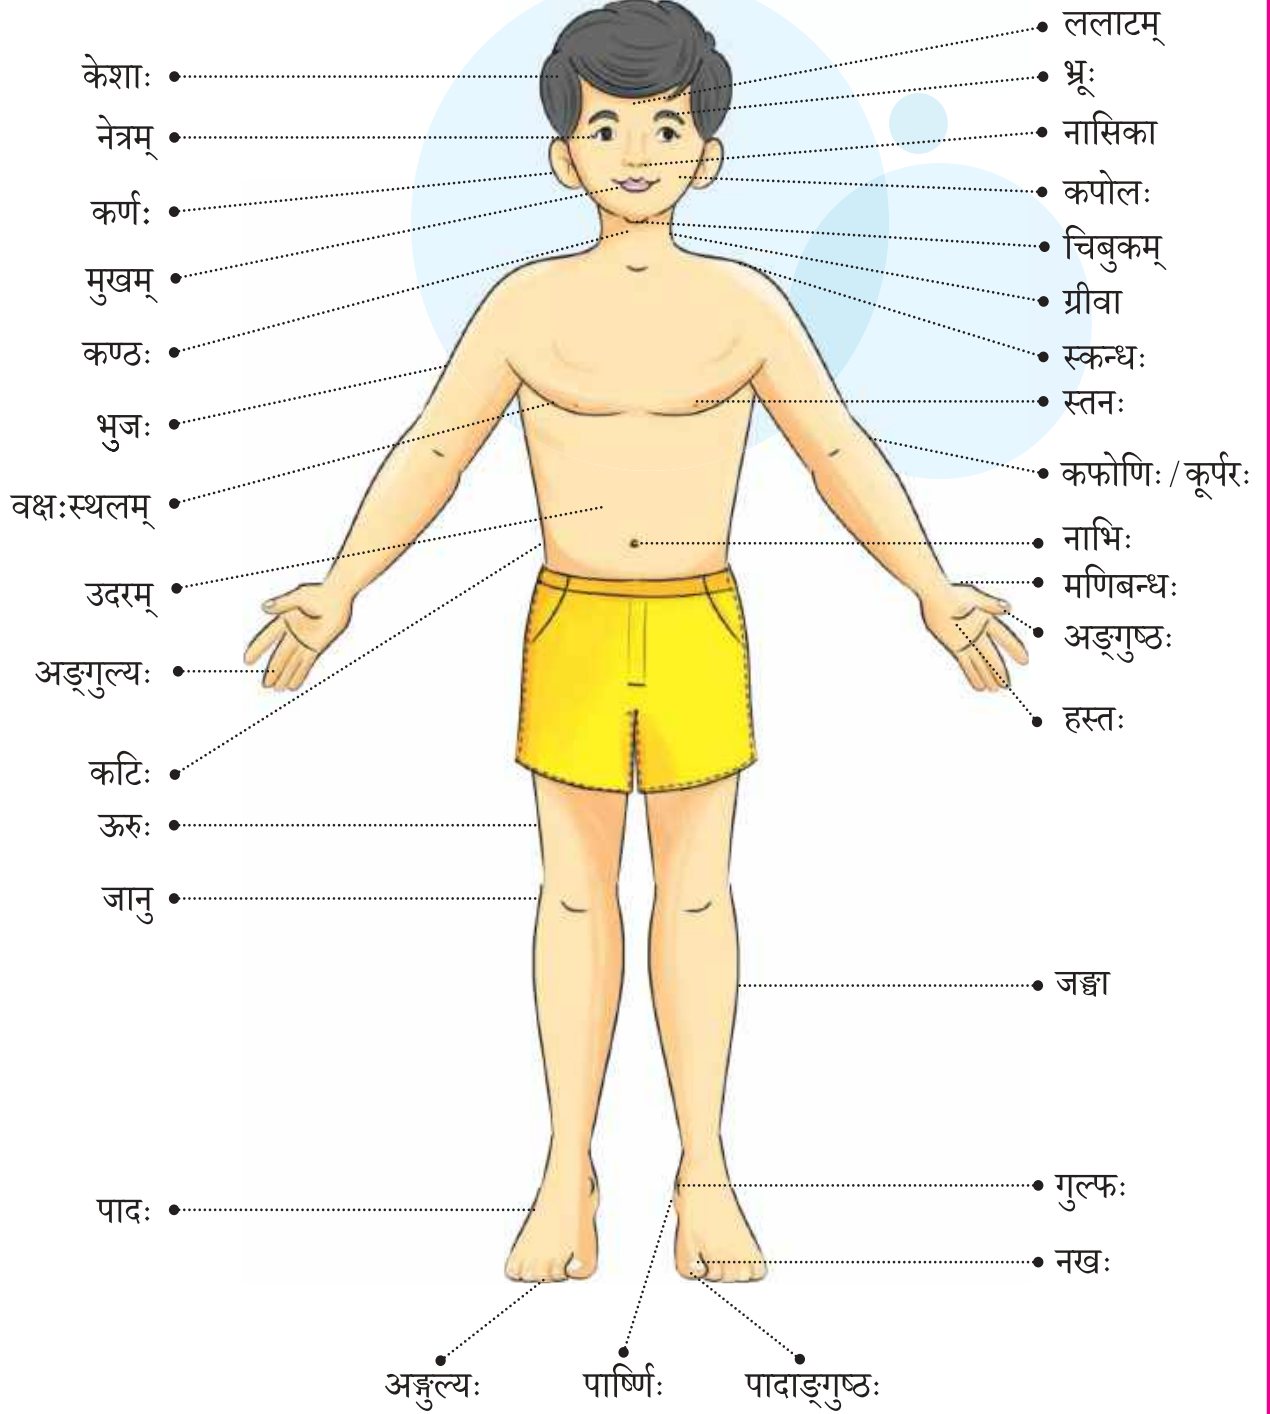 केशाः
नेत्रम्
कर्णः
मुखम्
कण्ठः
भुजः
वक्षःस्थलम्
उदरम्
अङ्‌गुल्यः
कटिः
ऊरुः
जानु
पादः
ललाटम्
भ्रूः
नासिका
कपोलः
चिबुकम्
ग्रीवा
स्कन्धः
स्तनः
कफोणिः / कूर्परः
नाभिः
मणिबन्धः
अङ्‌गुष्ठः
हस्तः
जङ्घा
गुल्फः
नखः
अङ्गुल्यः
पार्ष्णिः
पादाङ्‌गुष्ठः